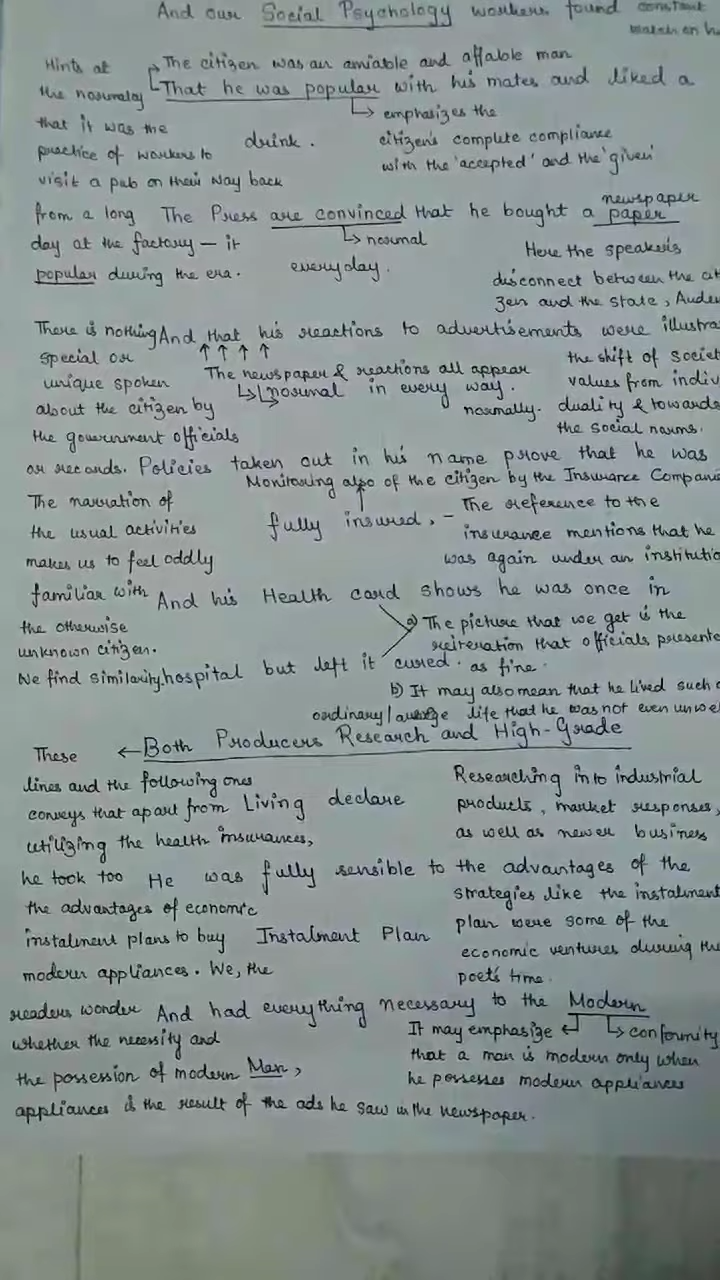 And our Social Psychology workers found constant
watch on h
Hints at The citizen was an amiable and affable man
the normalcy That he was popular with his mates and liked a
that it was the emphasizes the
practice of workers to drink. citizen's complete compliance
visit a pub on their way back with the 'accepted' and the 'given'
from a long The Press are convinced that he bought a newspaper paper
day at the factory - it normal Here the speaker's
popular during the era. everyday. disconnect between the cit
zen and the state, Auden
There is nothing And that his reactions to advertisements were illustra
special or The newspaper & reactions all appear the shift of societ
unique spoken normal in every way. values from indivi
about the citizen by normally. duality & towards
the government officials the social norms.
or records. Policies taken out in his name prove that he was
Monitoring also of the citizen by the Insurance Companie
The narration of fully insured, - The reference to the
the usual activities insurance mentions that he
makes us to feel oddly was again under an institutio
familiar with And his Health card shows he was once in
the otherwise a) The picture that we get is the
unknown citizen. reiteration that officials presente
We find similarity. hospital but left it cured. as fine.
b) It may also mean that he lived such
ordinary/average life that he was not even unwel
These ← Both Producers Research and High-Grade
lines and the following ones Researching into industrial
conveys that apart from Living declare products, market responses,
utilizing the health insurances, as well as newer business
he took too He was fully sensible to the advantages of the
the advantages of economic strategies like the instalment
instalment plans to buy Instalment Plan plan were some of the
modern appliances. We, the economic ventures during the
poet's time.
readers wonder And had everything necessary to the Modern
whether the necessity and It may emphasize conformity
the possession of modern Man, that a man is modern only when
he possesses modern appliances
appliances is the result of the ads he saw in the newspaper.